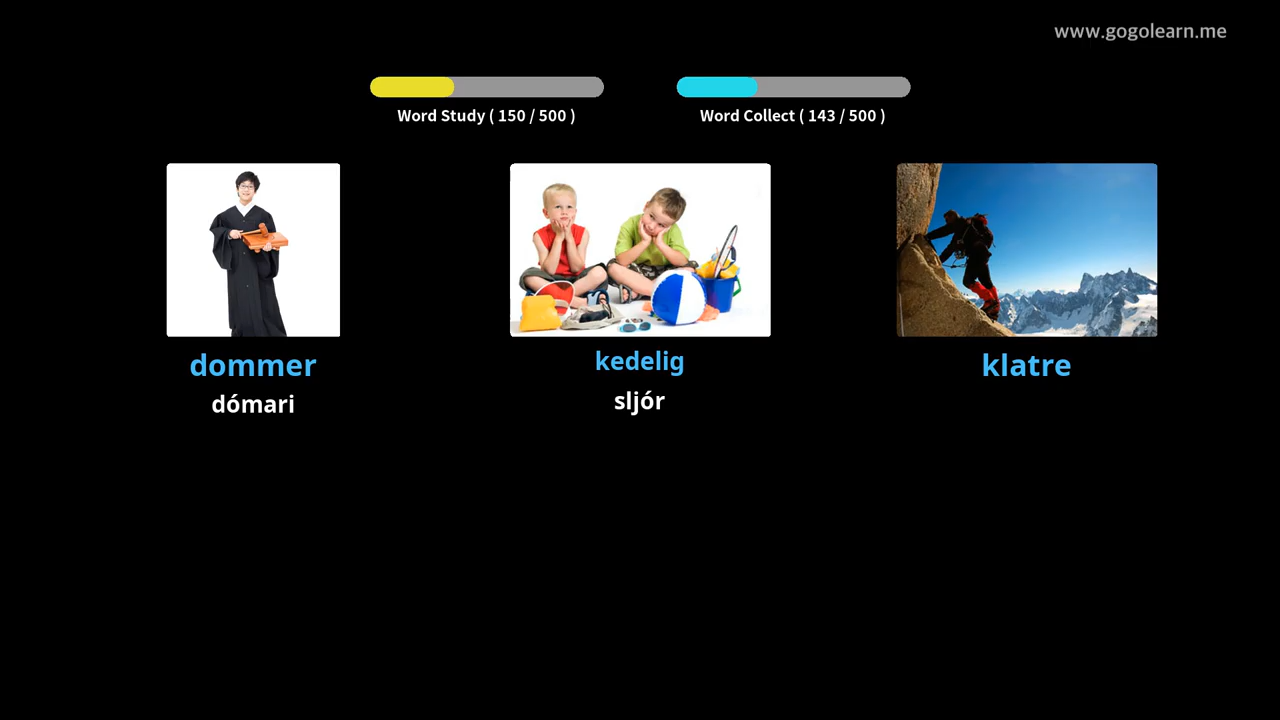 www.gogolearn.me
Word Study ( 150 / 500 )
Word Collect ( 143 / 500 )
dommer
kedelig
klatre
dómari
sljór